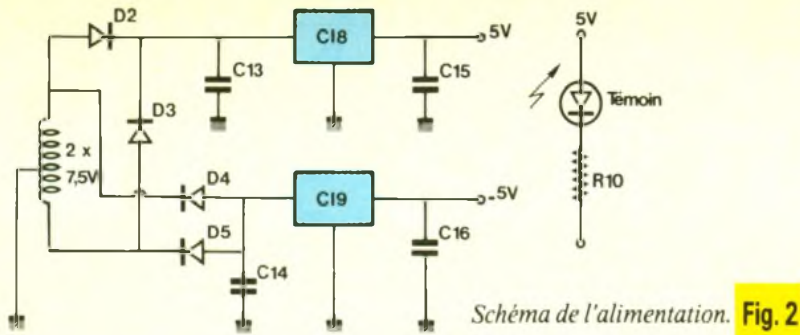 D2
CI8
5V
C13
C15
D3
2 x
7,5V
D4
CI9
-5V
D5
C14
C16
5V
Témoin
R10
Schéma de l'alimentation. Fig. 2